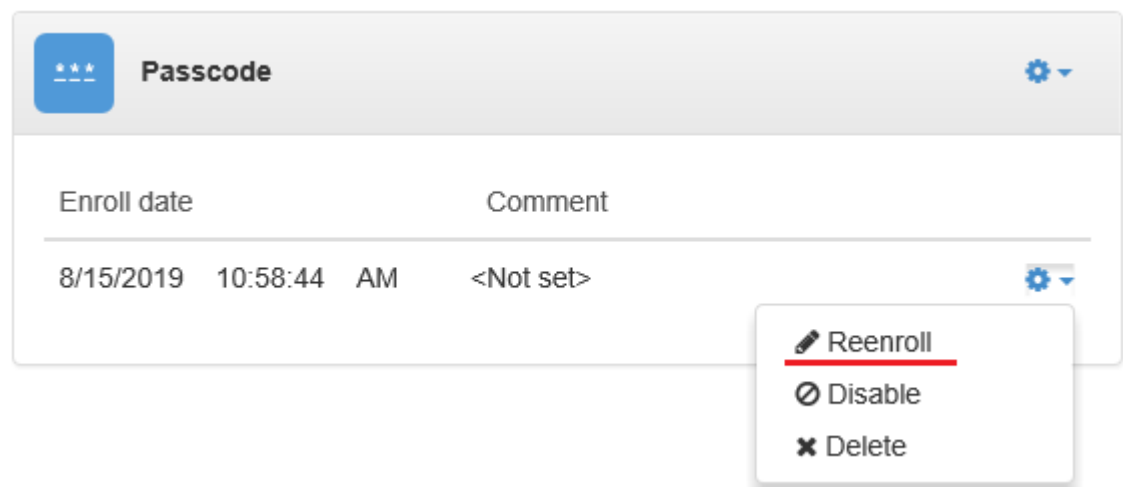 *** Passcode
Enroll date Comment
8/15/2019 10:58:44 AM <Not set>
Reenroll
Disable
Delete